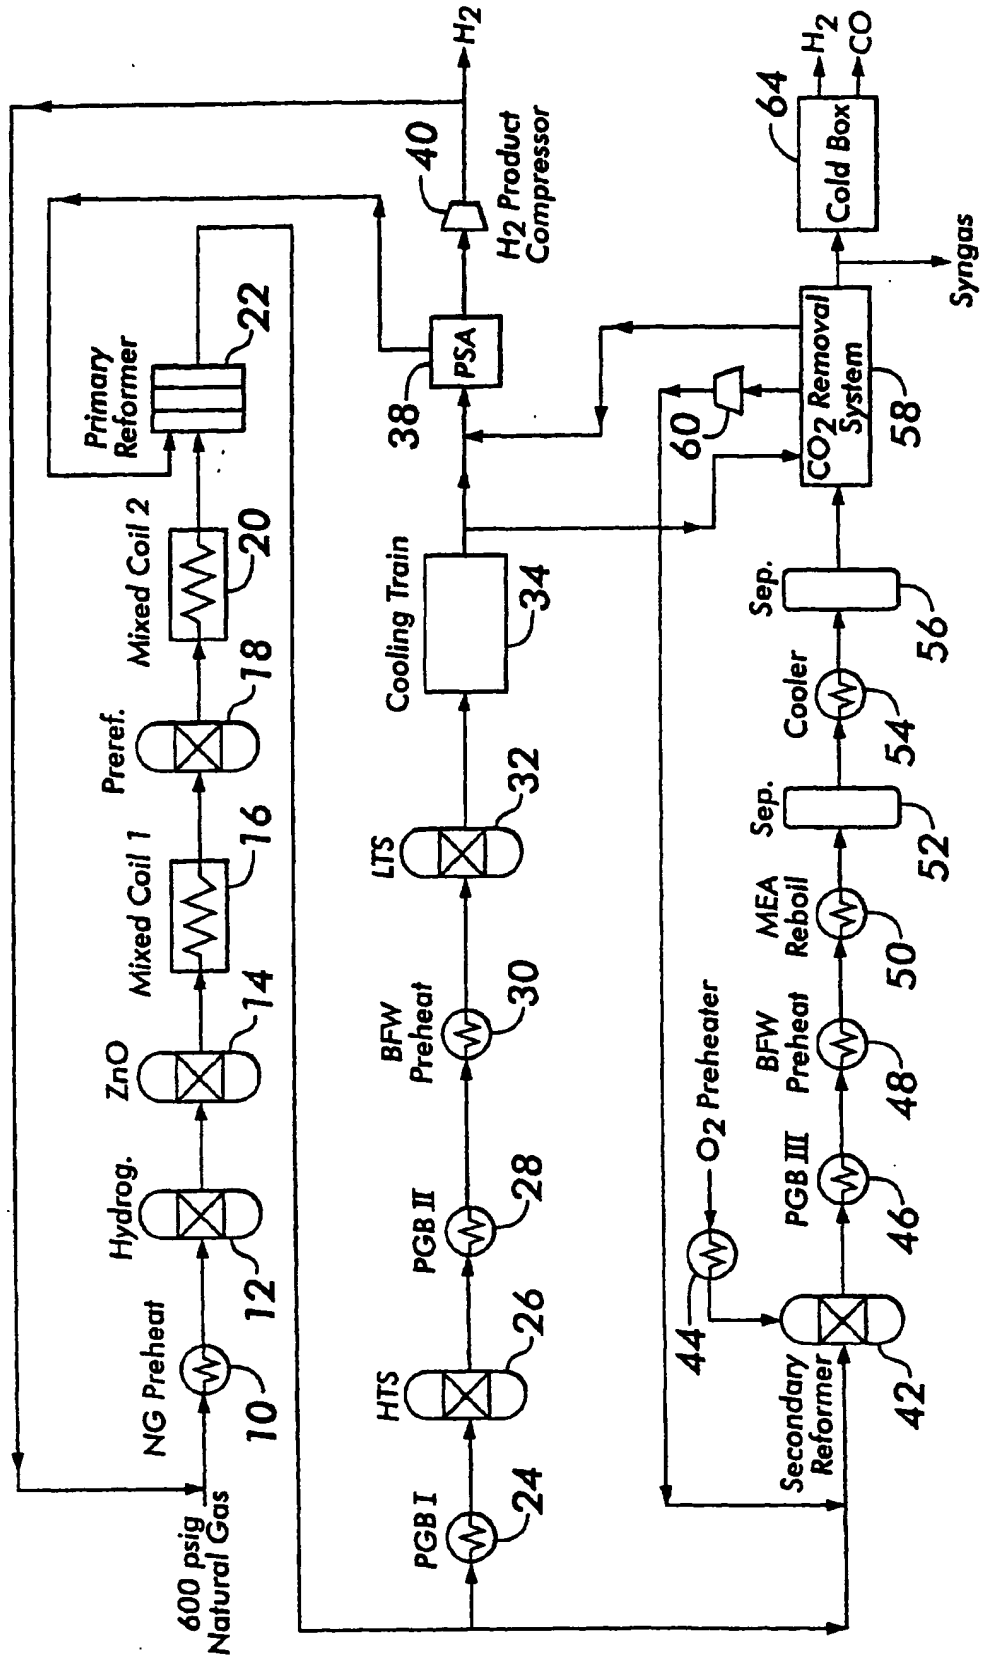 600 psig
Natural Gas
NG Preheat
10
Hydrog.
12
ZnO
14
Mixed Coil 1
16
Preref.
18
Mixed Coil 2
20
Primary
Reformer
22
PGB I
24
HTS
26
PGB II
28
BFW
Preheat
30
LTS
32
Cooling Train
34
38
PSA
40
H2 Product
Compressor
H2
Secondary
Reformer
42
44
O2 Preheater
PGB III
46
BFW
Preheat
48
MEA
Reboil
50
Sep.
52
Cooler
54
Sep.
56
60
CO2 Removal
System
58
Syngas
64
Cold Box
H2
CO